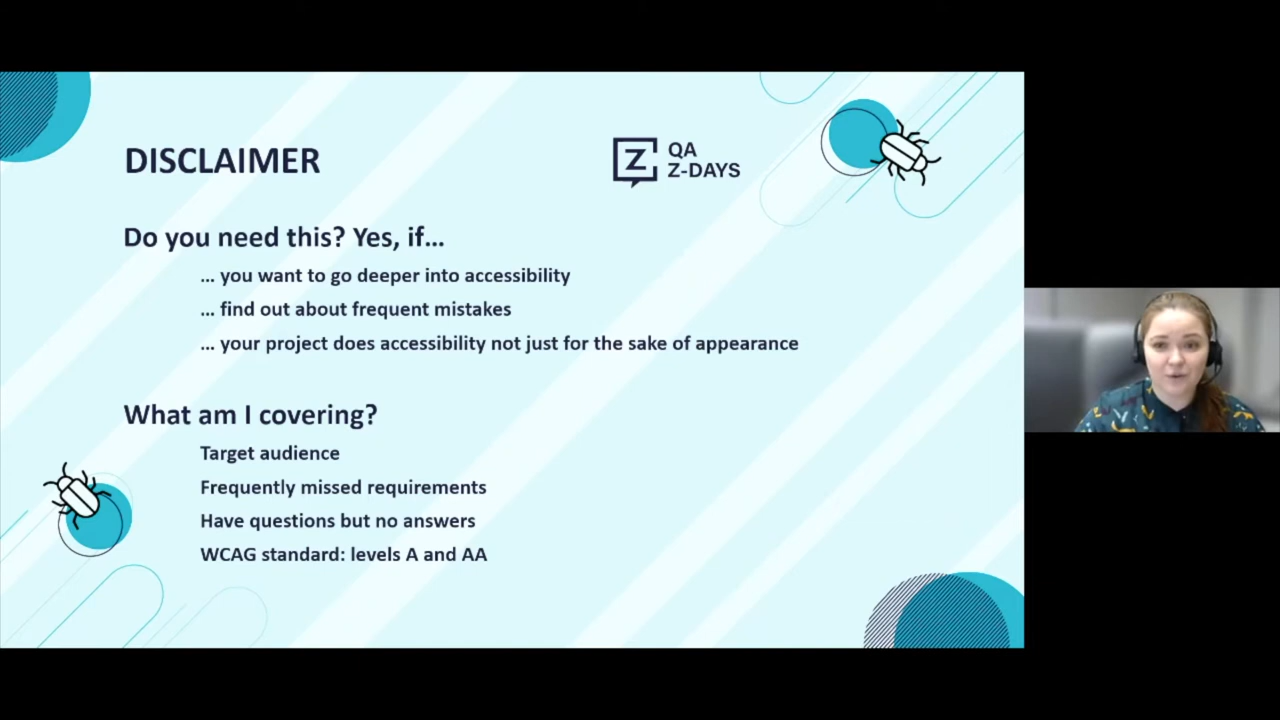 DISCLAIMER
Z QA
Z-DAYS
Do you need this? Yes, if...
... you want to go deeper into accessibility
... find out about frequent mistakes
... your project does accessibility not just for the sake of appearance
What am I covering?
Target audience
Frequently missed requirements
Have questions but no answers
WCAG standard: levels A and AA